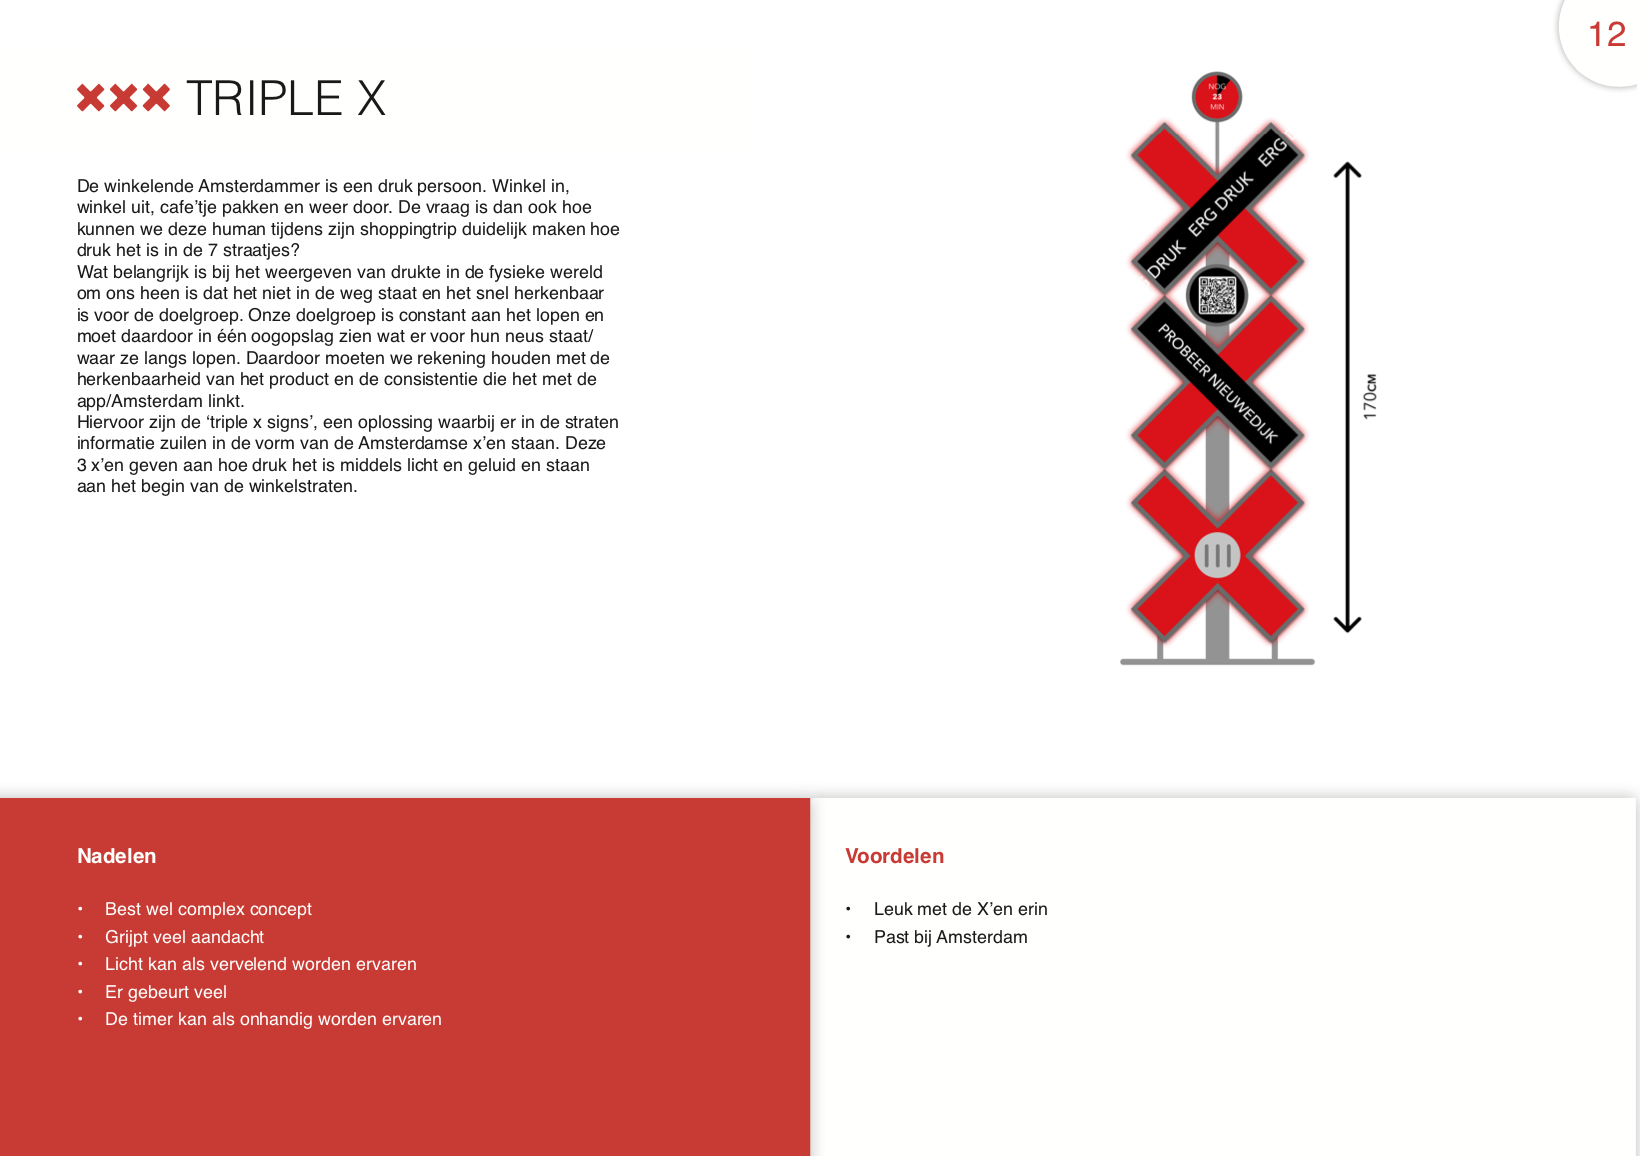 12
TRIPLE X
De winkelende Amsterdammer is een druk persoon. Winkel in,
winkel uit, cafe’tje pakken en weer door. De vraag is dan ook hoe
kunnen we deze human tijdens zijn shoppingtrip duidelijk maken hoe
druk het is in de 7 straatjes?
Wat belangrijk is bij het weergeven van drukte in de fysieke wereld
om ons heen is dat het niet in de weg staat en het snel herkenbaar
is voor de doelgroep. Onze doelgroep is constant aan het lopen en
moet daardoor in één oogopslag zien wat er voor hun neus staat/
waar ze langs lopen. Daardoor moeten we rekening houden met de
herkenbaarheid van het product en de consistentie die het met de
app/Amsterdam linkt.
Hiervoor zijn de ‘triple x signs’, een oplossing waarbij er in de straten
informatie zuilen in de vorm van de Amsterdamse x’en staan. Deze
3 x’en geven aan hoe druk het is middels licht en geluid en staan
aan het begin van de winkelstraten.
NOG
23
MIN
DRUK ERG DRUK ERG
PROBEER NIEUWEDIJK
170CM
Nadelen
• Best wel complex concept
• Grijpt veel aandacht
• Licht kan als vervelend worden ervaren
• Er gebeurt veel
• De timer kan als onhandig worden ervaren
Voordelen
• Leuk met de X’en erin
• Past bij Amsterdam